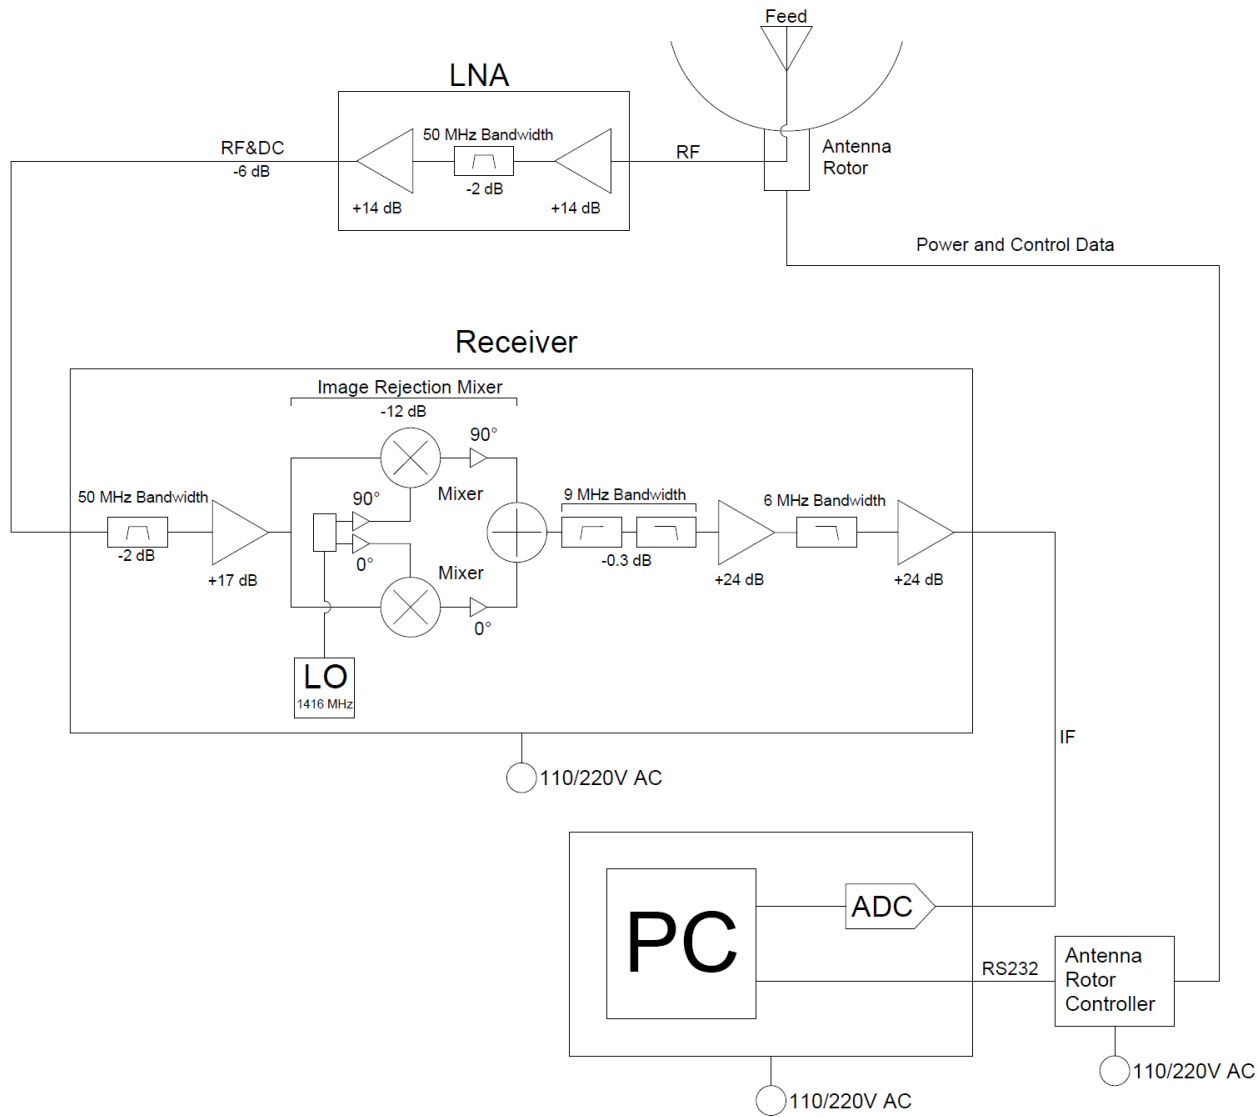 Feed
LNA
50 MHz Bandwidth
RF&DC
-6 dB
RF
Antenna
Rotor
-2 dB
+14 dB
+14 dB
Power and Control Data
Receiver
Image Rejection Mixer
-12 dB
90°
50 MHz Bandwidth
90°
Mixer
9 MHz Bandwidth
6 MHz Bandwidth
-2 dB
0°
-0.3 dB
+17 dB
Mixer
+24 dB
+24 dB
0°
LO
1416 MHz
IF
110/220V AC
PC
ADC
RS232
Antenna
Rotor
Controller
110/220V AC
110/220V AC